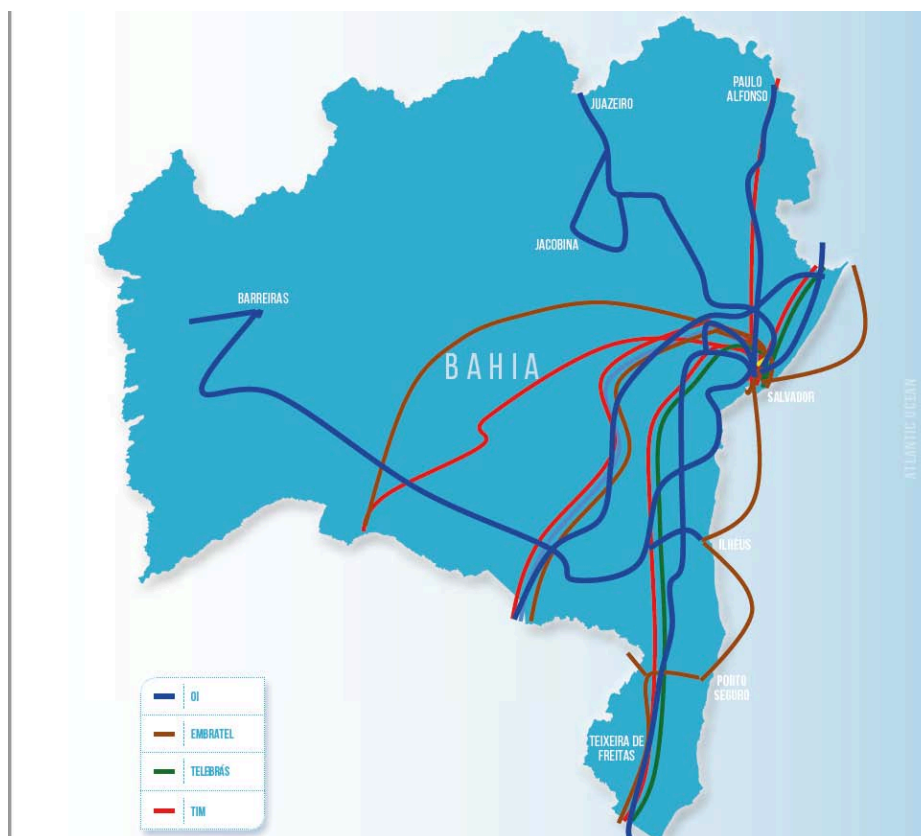 PAULO
ALFONSO
JUAZEIRO
JACOBINA
BARREIRAS
BAHIA
SALVADOR
ATLANTIC OCEAN
ILHÉUS
PORTO
SEGURO
TEIXEIRA DE
FREITAS
OI
EMBRATEL
TELEBRÁS
TIM